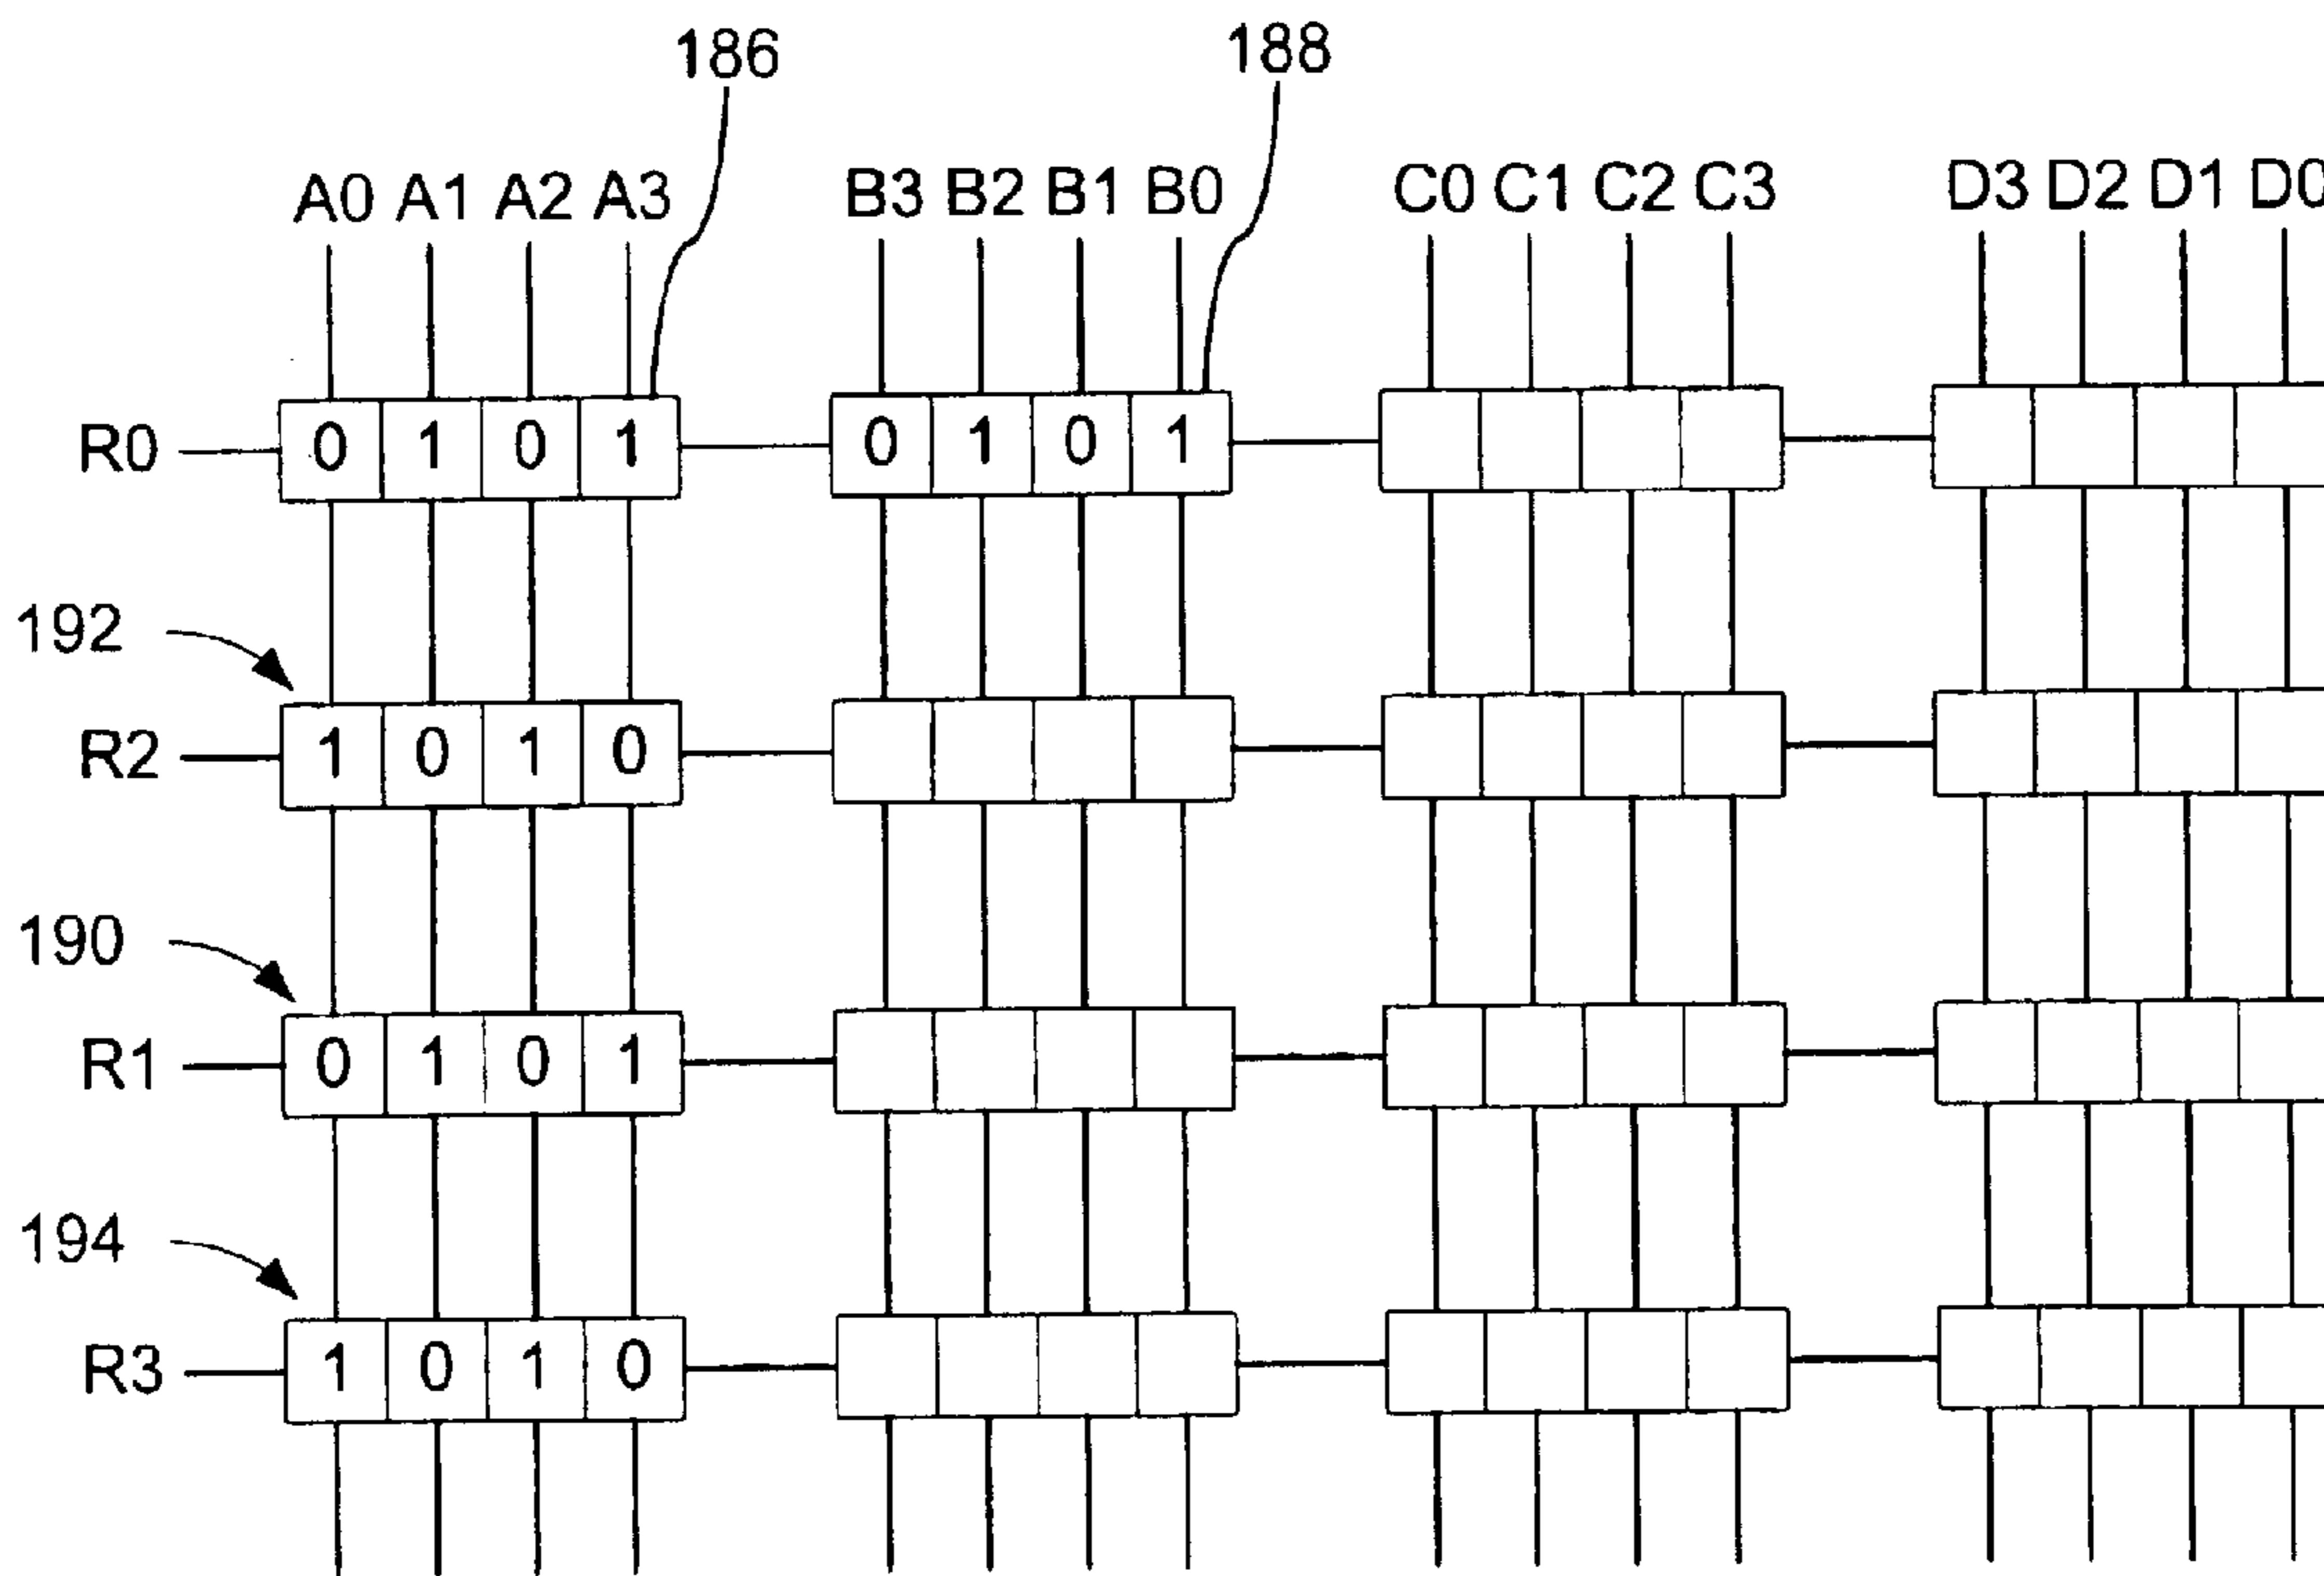 186 188
A0 A1 A2 A3 B3 B2 B1 B0 C0 C1 C2 C3 D3 D2 D1 D0
R0 0 1 0 1 0 1 0 1
192
R2 1 0 1 0
190
R1 0 1 0 1
194
R3 1 0 1 0